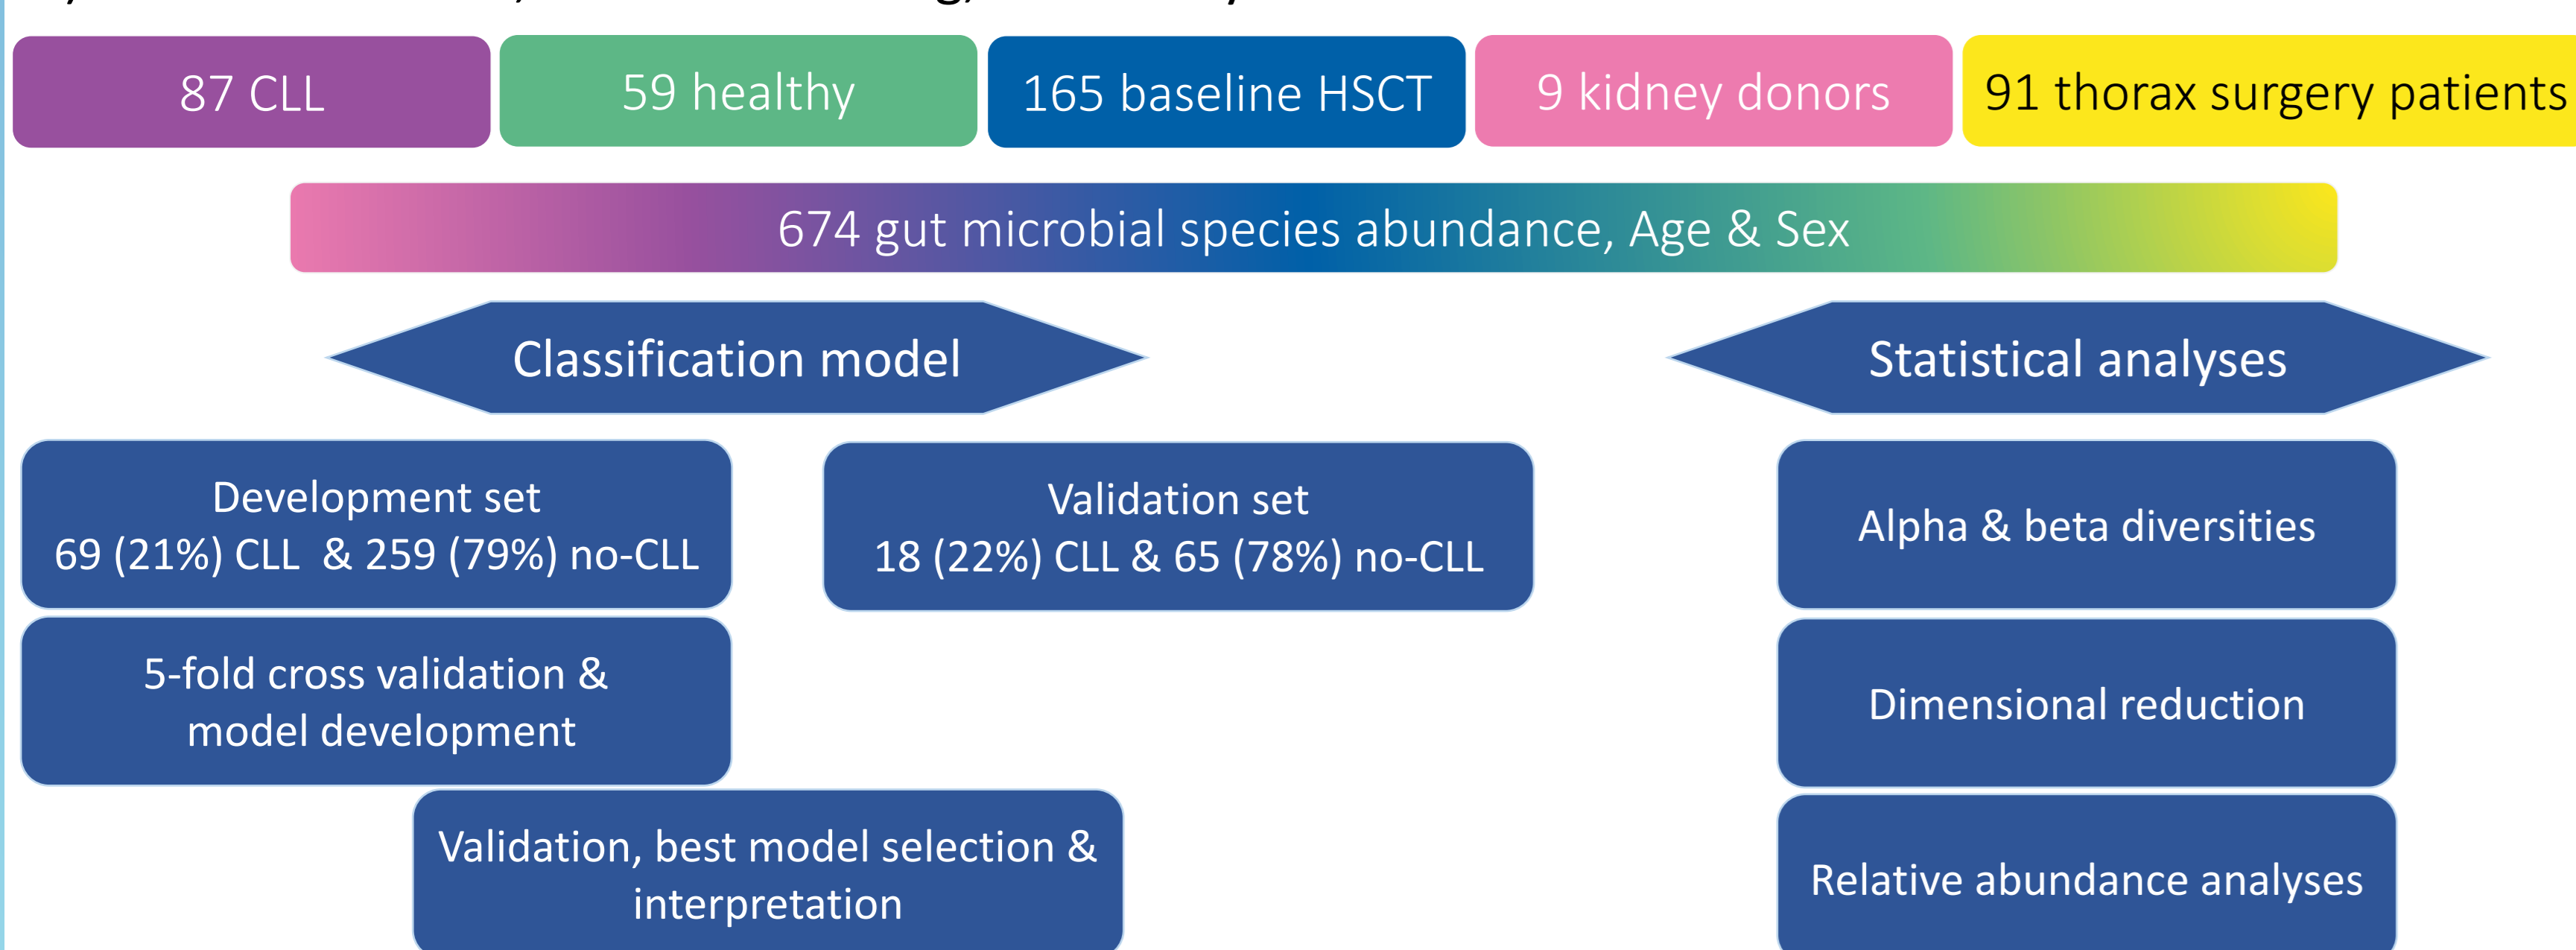 87 CLL
59 healthy
165 baseline HSCT
9 kidney donors
91 thorax surgery patients
674 gut microbial species abundance, Age & Sex
Classification model
Statistical analyses
Development set
69 (21%) CLL & 259 (79%) no-CLL
Validation set
18 (22%) CLL & 65 (78%) no-CLL
Alpha & beta diversities
5-fold cross validation &
model development
Dimensional reduction
Validation, best model selection &
interpretation
Relative abundance analyses